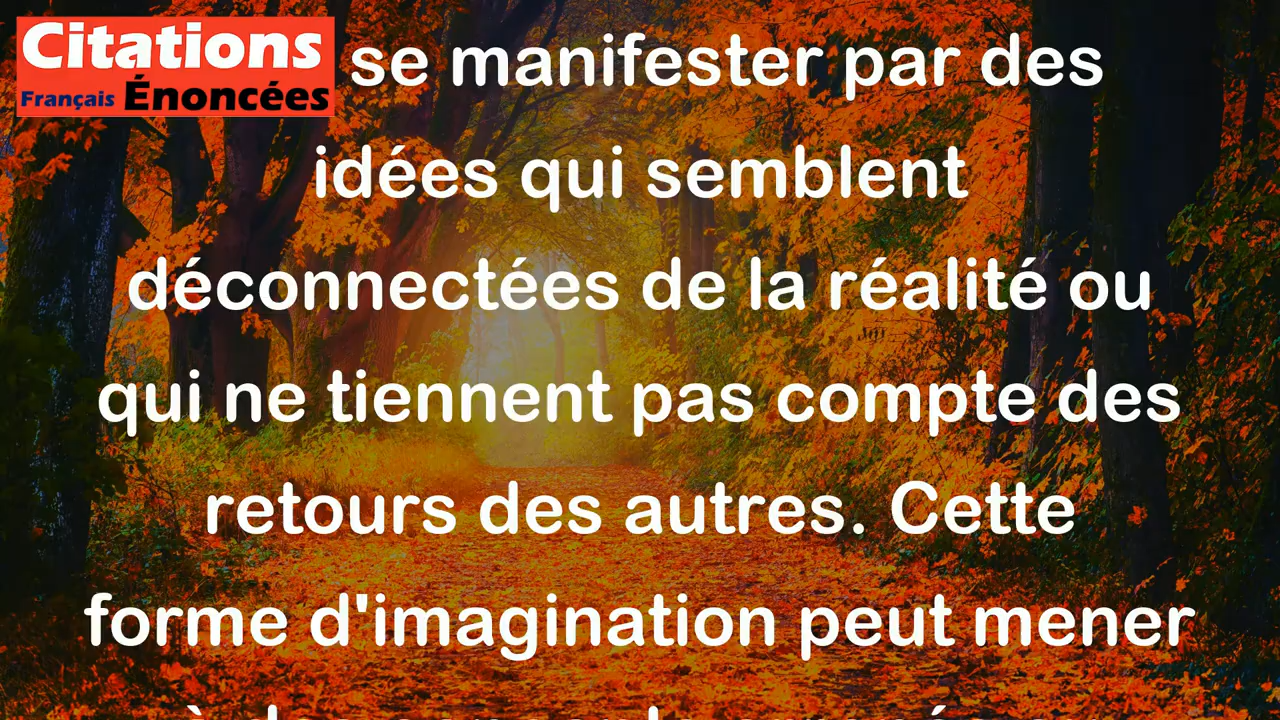 Citations
Français Énoncées
se manifester par des
idées qui semblent
déconnectées de la réalité ou
qui ne tiennent pas compte des
retours des autres. Cette
forme d'imagination peut mener
à des